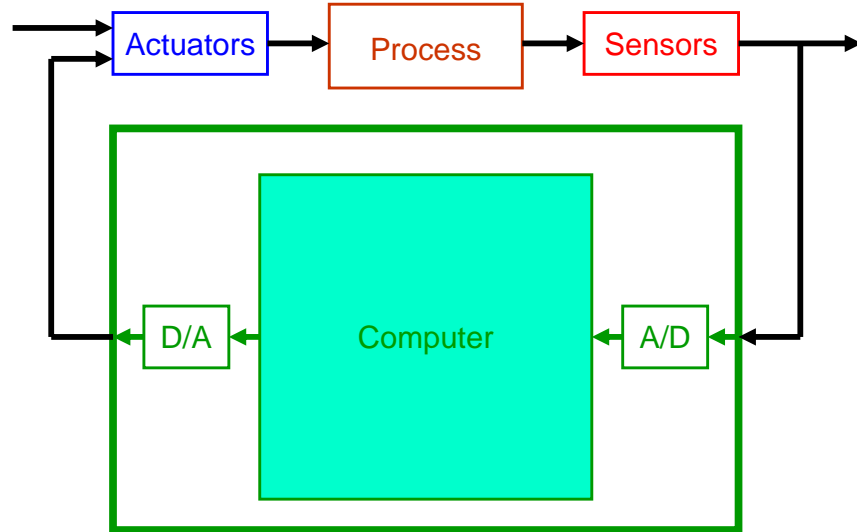 Actuators
Process
Sensors
D/A
Computer
A/D